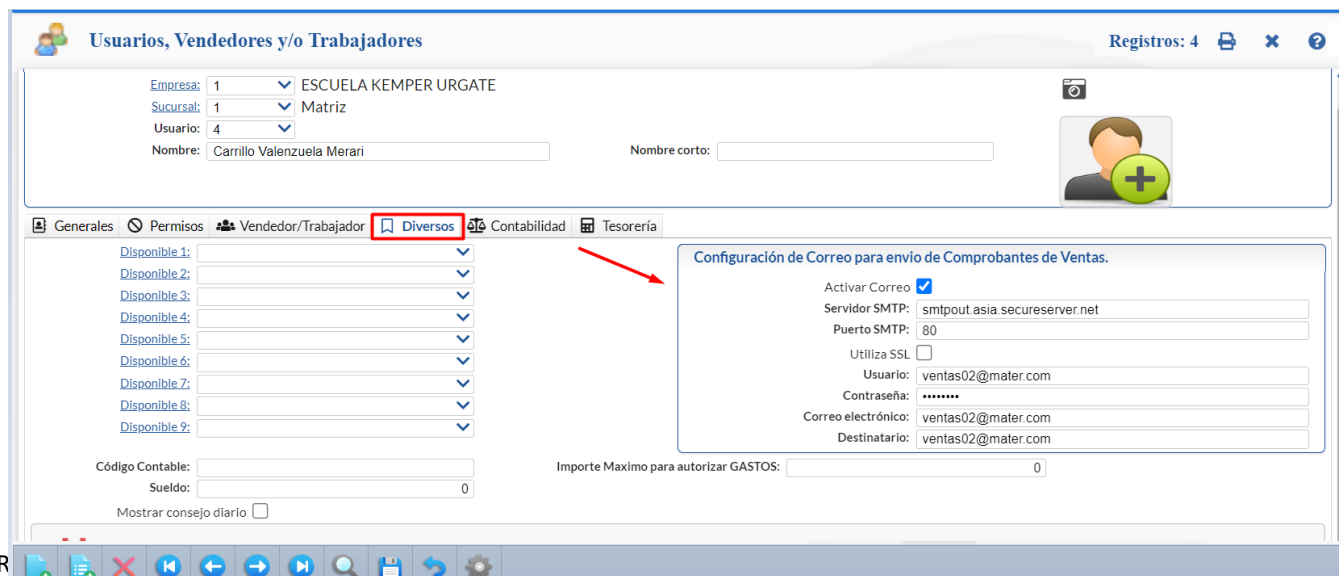 Usuarios, Vendedores y/o Trabajadores Registros: 4
Empresa: 1 ESCUELA KEMPER URGATE
Sucursal: 1 Matriz
Usuario: 4
Nombre: Carrillo Valenzuela Merari Nombre corto:
Generales Permisos Vendedor/Trabajador Diversos Contabilidad Tesorería
Disponible 1:
Disponible 2:
Disponible 3:
Disponible 4:
Disponible 5:
Disponible 6:
Disponible 7:
Disponible 8:
Disponible 9:
Configuración de Correo para envio de Comprobantes de Ventas.
Activar Correo
Servidor SMTP: smtpout.asia.secureserver.net
Puerto SMTP: 80
Utiliza SSL
Usuario: ventas02@mater.com
Contraseña: ••••••••
Correo electrónico: ventas02@mater.com
Destinatario: ventas02@mater.com
Código Contable: Importe Maximo para autorizar GASTOS: 0
Sueldo: 0
Mostrar consejo diario
R